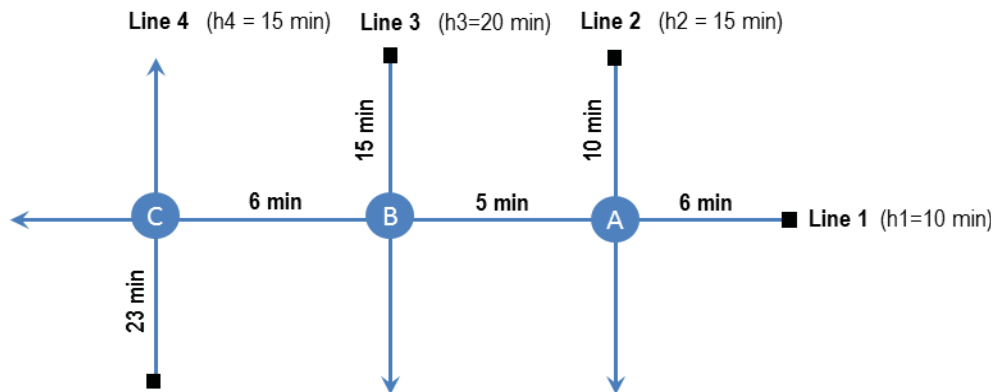 Line 4 (h4 = 15 min) Line 3 (h3=20 min) Line 2 (h2 = 15 min)
15 min
10 min
C
6 min
B
5 min
A
6 min
Line 1 (h1=10 min)
23 min